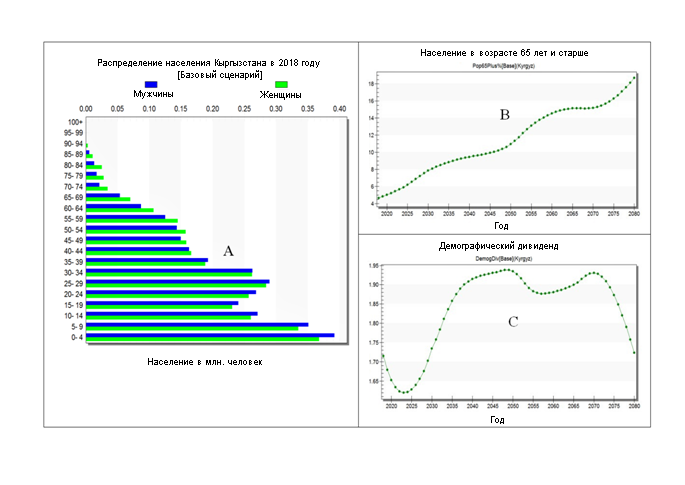 Распределение населения Кыргызстана в 2018 году
[Базовый сценарий]
Мужчины
Женщины
0.00 0.05 0.10 0.15 0.20 0.25 0.30 0.35 0.40
100+
95- 99
90- 94
85- 89
80- 84
75- 79
70- 74
65- 69
60- 64
55- 59
50- 54
45- 49
40- 44
35- 39
30- 34
25- 29
20- 24
15- 19
10- 14
5- 9
0- 4
A
Население в млн. человек
Население в возрасте 65 лет и старше
Pop65Plus%[Base](Kyrgyz)
18
16
14
12
10
8
6
4
B
2020 2025 2030 2035 2040 2045 2050 2055 2060 2065 2070 2075 2080
Год
Демографический дивиденд
DemogDiv[Base](Kyrgyz)
1.95
1.90
1.85
1.80
1.75
1.70
1.65
C
2020 2025 2030 2035 2040 2045 2050 2055 2060 2065 2070 2075 2080
Год